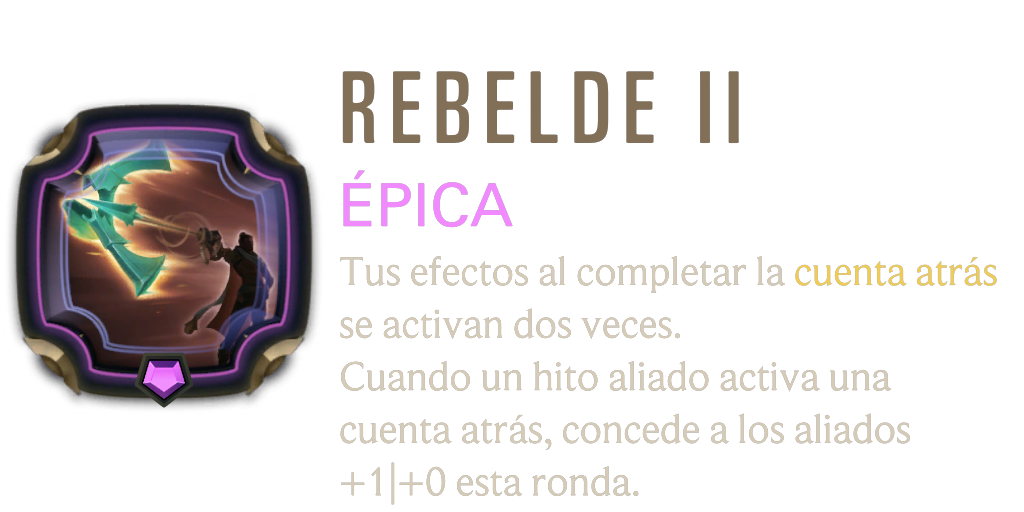 REBELDE II
ÉPICA
Tus efectos al completar la cuenta atrás
se activan dos veces.
Cuando un hito aliado activa una
cuenta atrás, concede a los aliados
+1|+0 esta ronda.